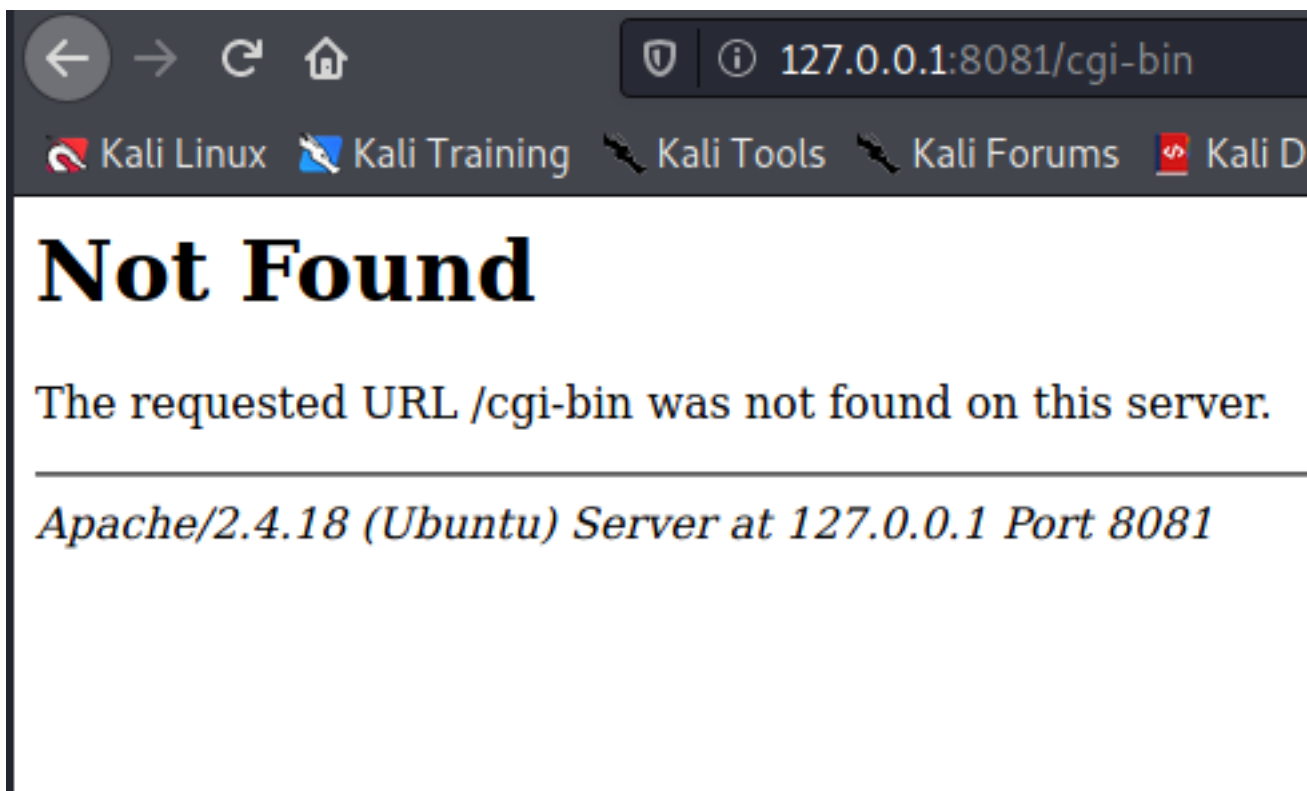 127.0.0.1:8081/cgi-bin
Kali Linux Kali Training Kali Tools Kali Forums Kali D
Not Found
The requested URL /cgi-bin was not found on this server.
Apache/2.4.18 (Ubuntu) Server at 127.0.0.1 Port 8081